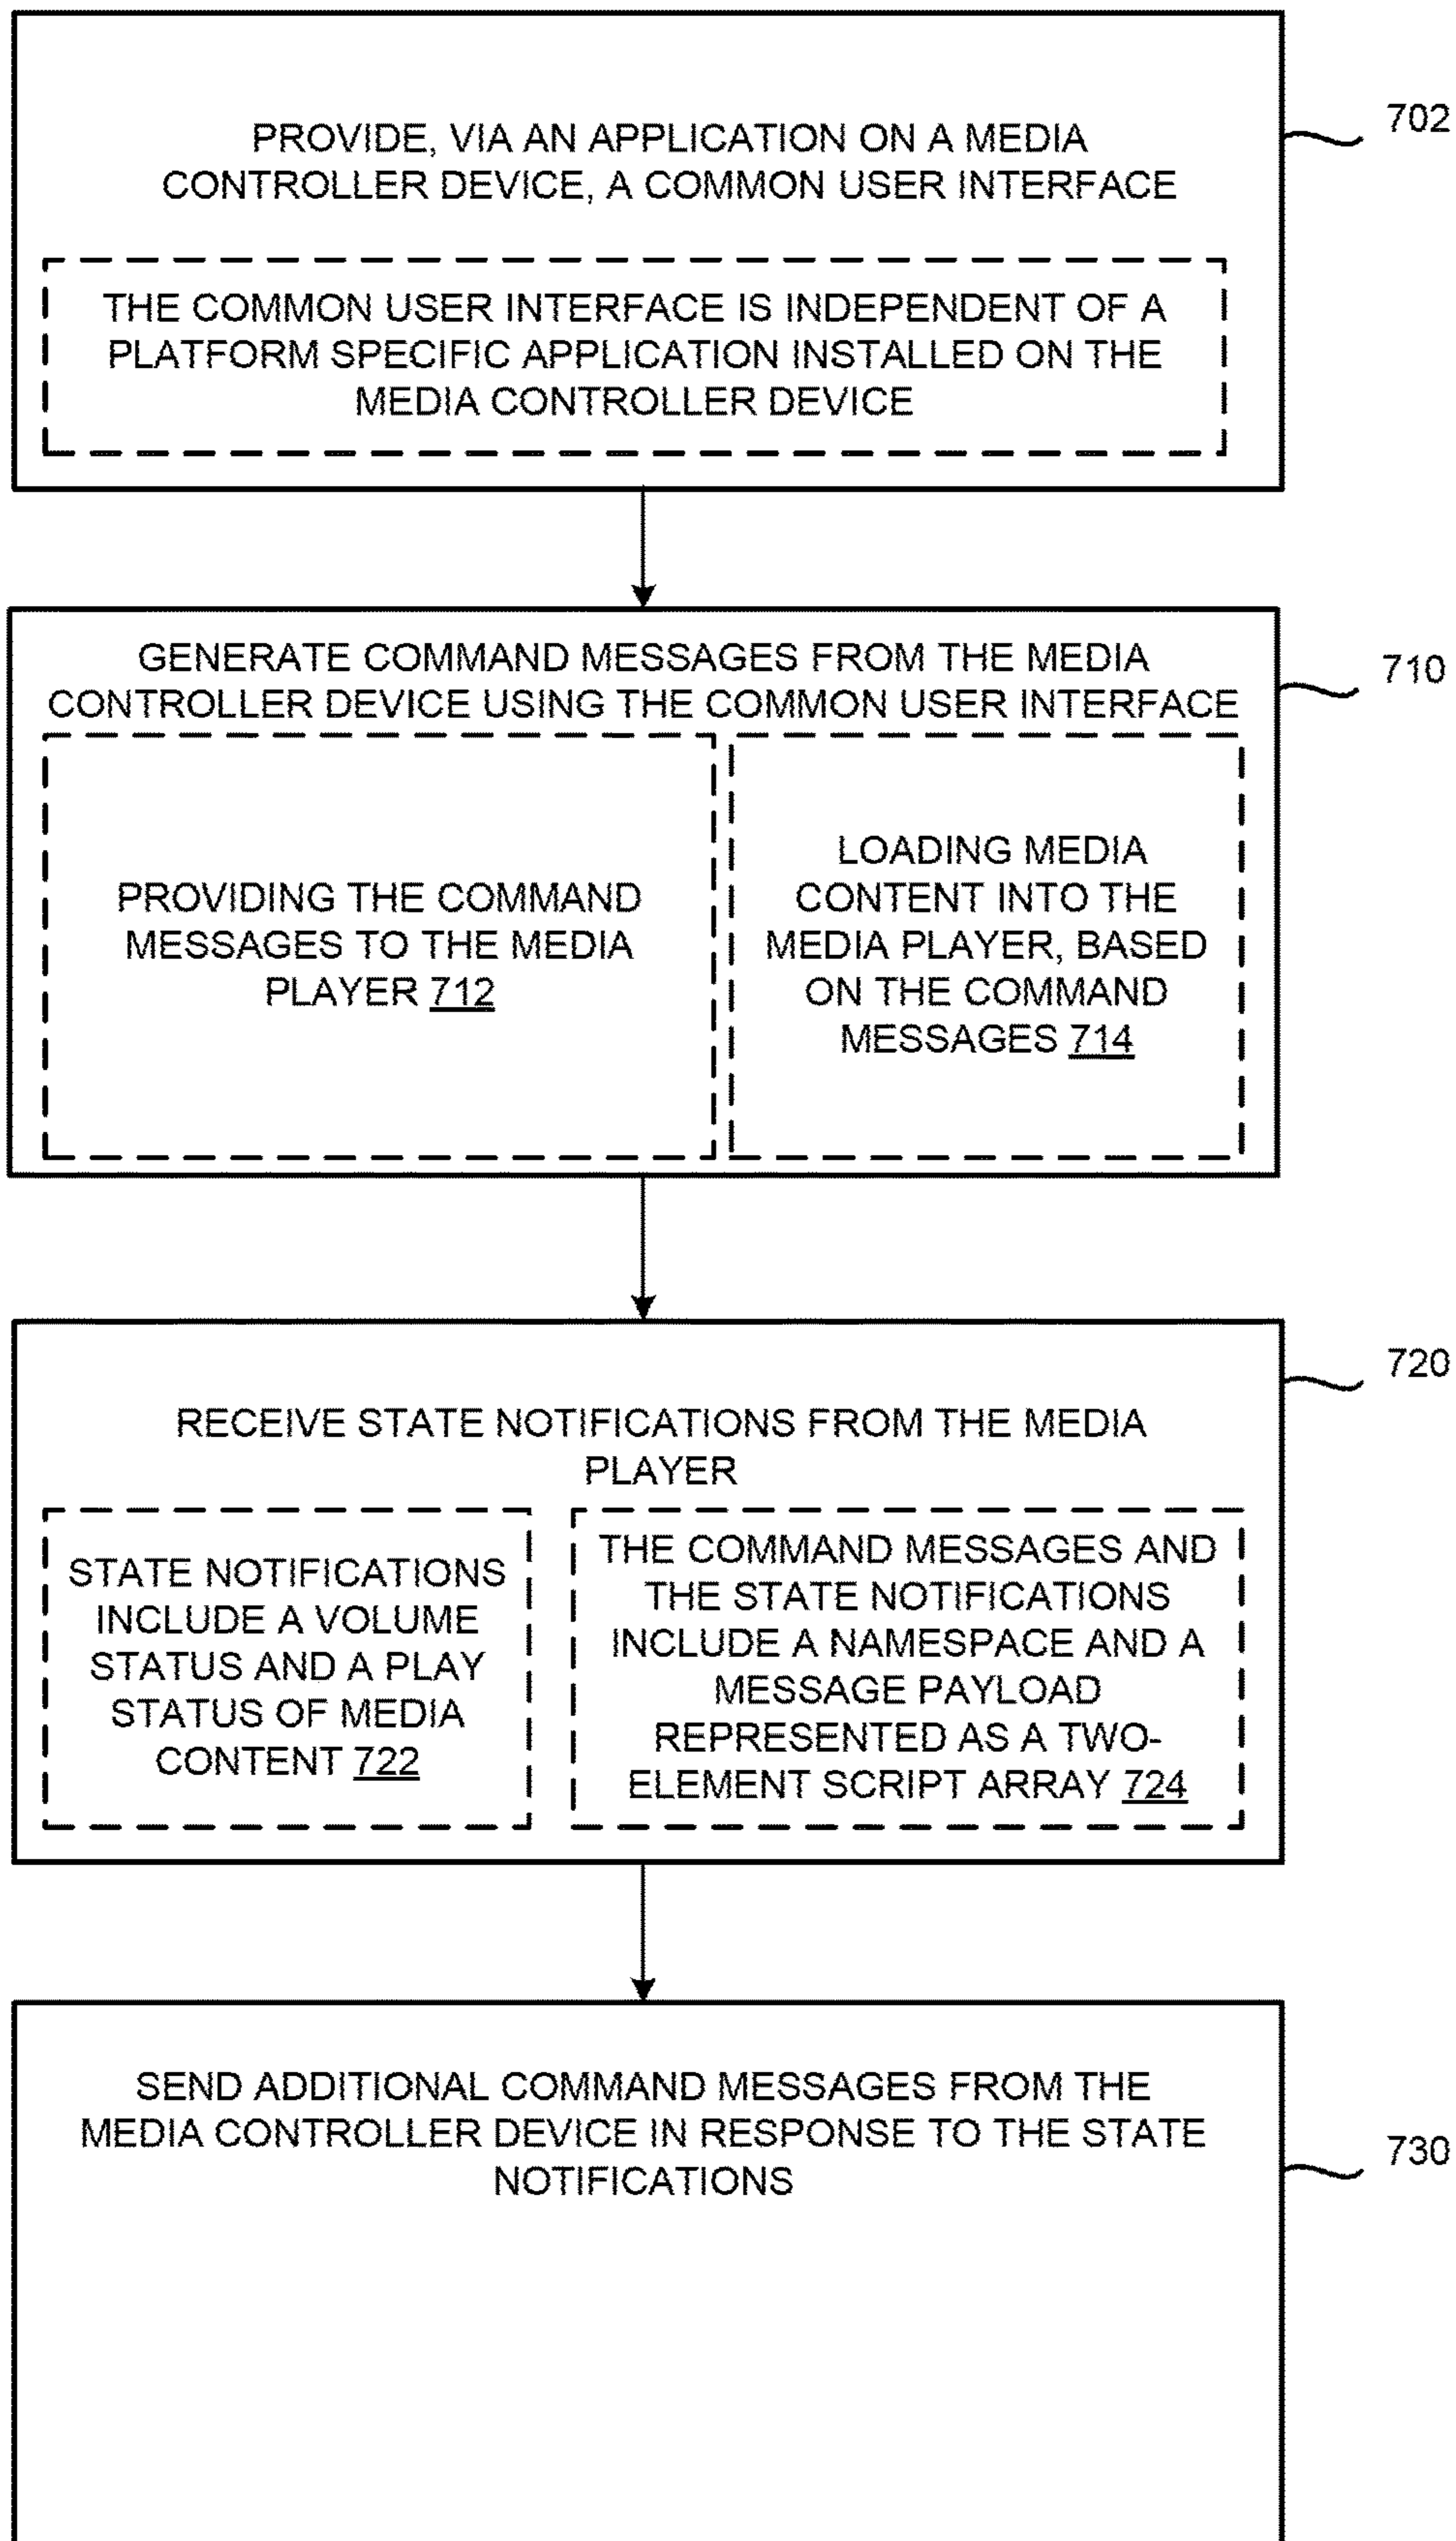 702
PROVIDE, VIA AN APPLICATION ON A MEDIA
CONTROLLER DEVICE, A COMMON USER INTERFACE
THE COMMON USER INTERFACE IS INDEPENDENT OF A
PLATFORM SPECIFIC APPLICATION INSTALLED ON THE
MEDIA CONTROLLER DEVICE
710
GENERATE COMMAND MESSAGES FROM THE MEDIA
CONTROLLER DEVICE USING THE COMMON USER INTERFACE
PROVIDING THE COMMAND
MESSAGES TO THE MEDIA
PLAYER 712
LOADING MEDIA
CONTENT INTO THE
MEDIA PLAYER, BASED
ON THE COMMAND
MESSAGES 714
720
RECEIVE STATE NOTIFICATIONS FROM THE MEDIA
PLAYER
STATE NOTIFICATIONS
INCLUDE A VOLUME
STATUS AND A PLAY
STATUS OF MEDIA
CONTENT 722
THE COMMAND MESSAGES AND
THE STATE NOTIFICATIONS
INCLUDE A NAMESPACE AND A
MESSAGE PAYLOAD
REPRESENTED AS A TWO-
ELEMENT SCRIPT ARRAY 724
SEND ADDITIONAL COMMAND MESSAGES FROM THE
MEDIA CONTROLLER DEVICE IN RESPONSE TO THE STATE
NOTIFICATIONS
730